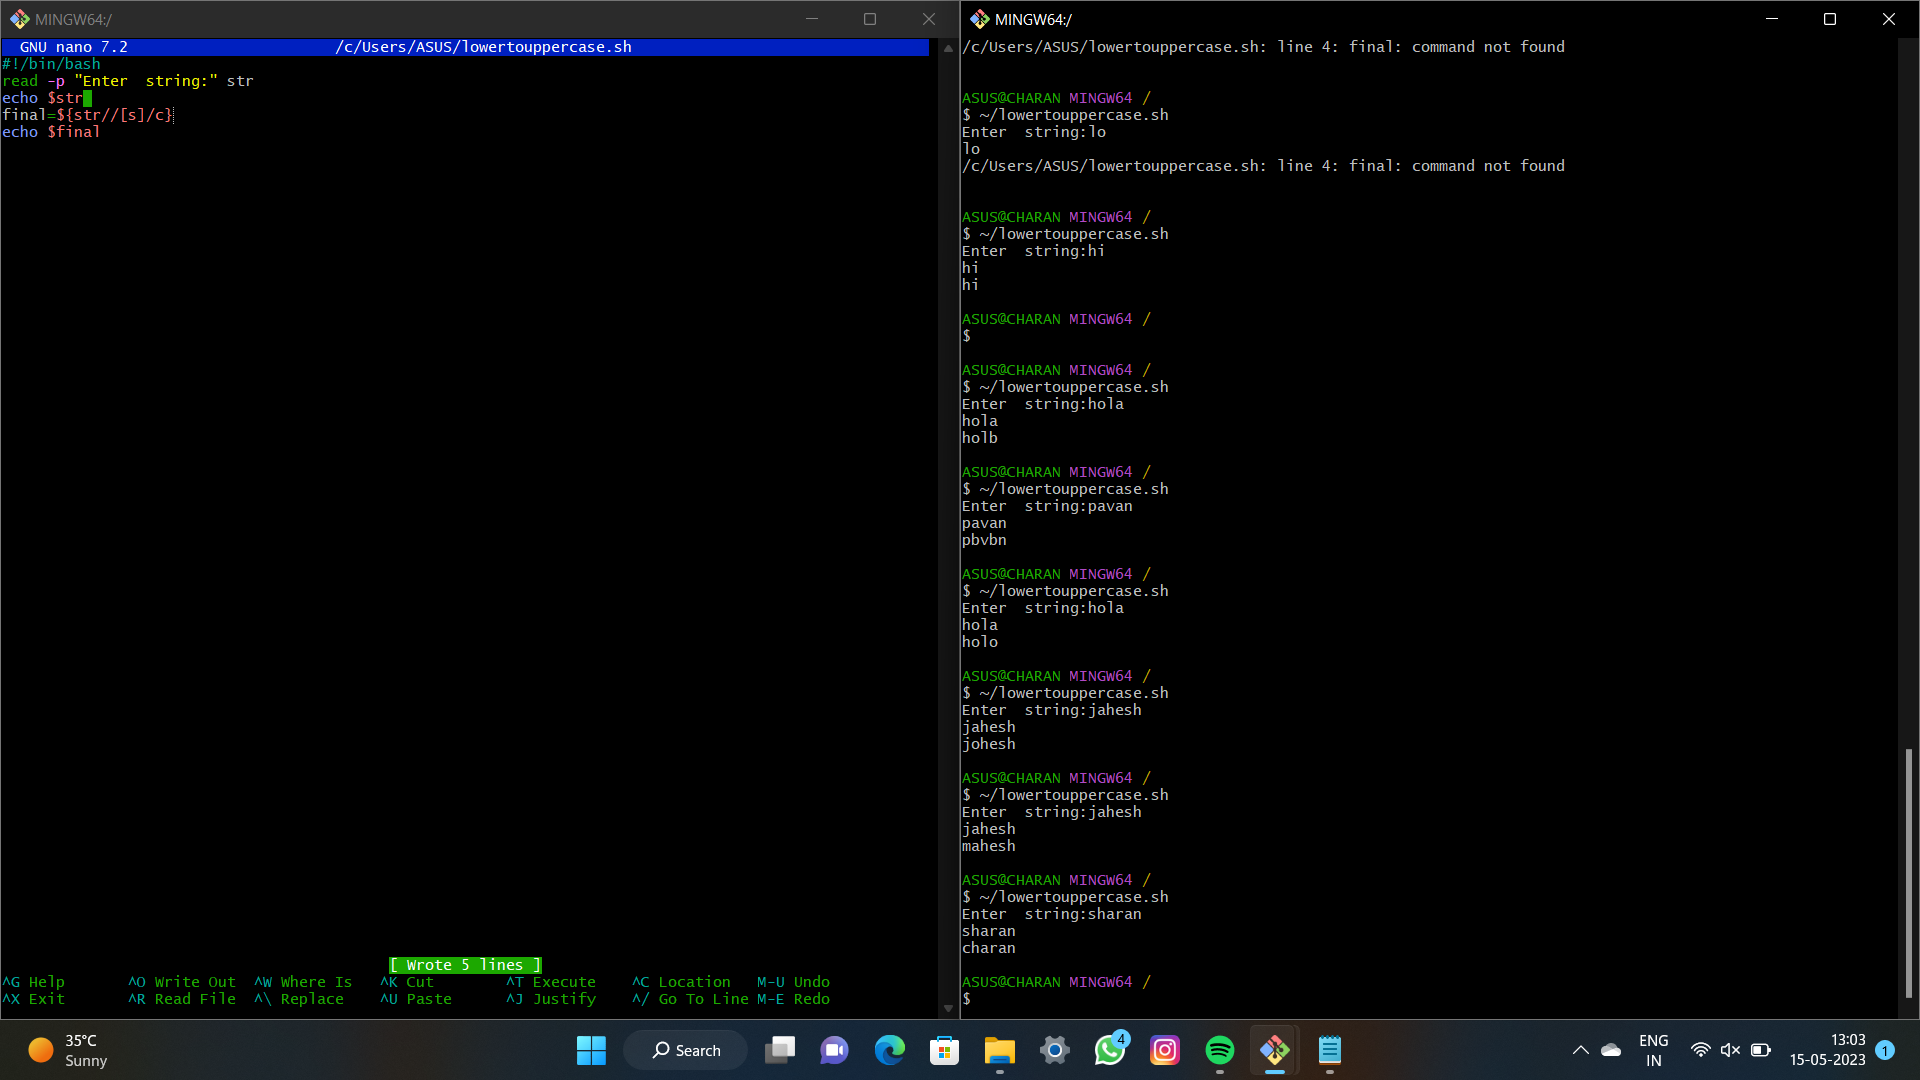 MINGW64:/
GNU nano 7.2 /c/Users/ASUS/lowertouppercase.sh
#!/bin/bash
read -p "Enter  string:" str
echo $str
final=${str//[s]/c}
echo $final
[ Wrote 5 lines ]
^G Help ^O Write Out ^W Where Is ^K Cut ^T Execute ^C Location M-U Undo
^X Exit ^R Read File ^\ Replace ^U Paste ^J Justify ^/ Go To Line M-E Redo
MINGW64:/
/c/Users/ASUS/lowertouppercase.sh: line 4: final: command not found
ASUS@CHARAN MINGW64 /
$ ~/lowertouppercase.sh
Enter  string:lo
lo
/c/Users/ASUS/lowertouppercase.sh: line 4: final: command not found
ASUS@CHARAN MINGW64 /
$ ~/lowertouppercase.sh
Enter  string:hi
hi
hi
ASUS@CHARAN MINGW64 /
$
ASUS@CHARAN MINGW64 /
$ ~/lowertouppercase.sh
Enter  string:hola
hola
holb
ASUS@CHARAN MINGW64 /
$ ~/lowertouppercase.sh
Enter  string:pavan
pavan
pbvbn
ASUS@CHARAN MINGW64 /
$ ~/lowertouppercase.sh
Enter  string:hola
hola
holo
ASUS@CHARAN MINGW64 /
$ ~/lowertouppercase.sh
Enter  string:jahesh
jahesh
johesh
ASUS@CHARAN MINGW64 /
$ ~/lowertouppercase.sh
Enter  string:jahesh
jahesh
mahesh
ASUS@CHARAN MINGW64 /
$ ~/lowertouppercase.sh
Enter  string:sharan
sharan
charan
ASUS@CHARAN MINGW64 /
$
35°C
Sunny
Search
4
ENG
IN
13:03
15-05-2023
1